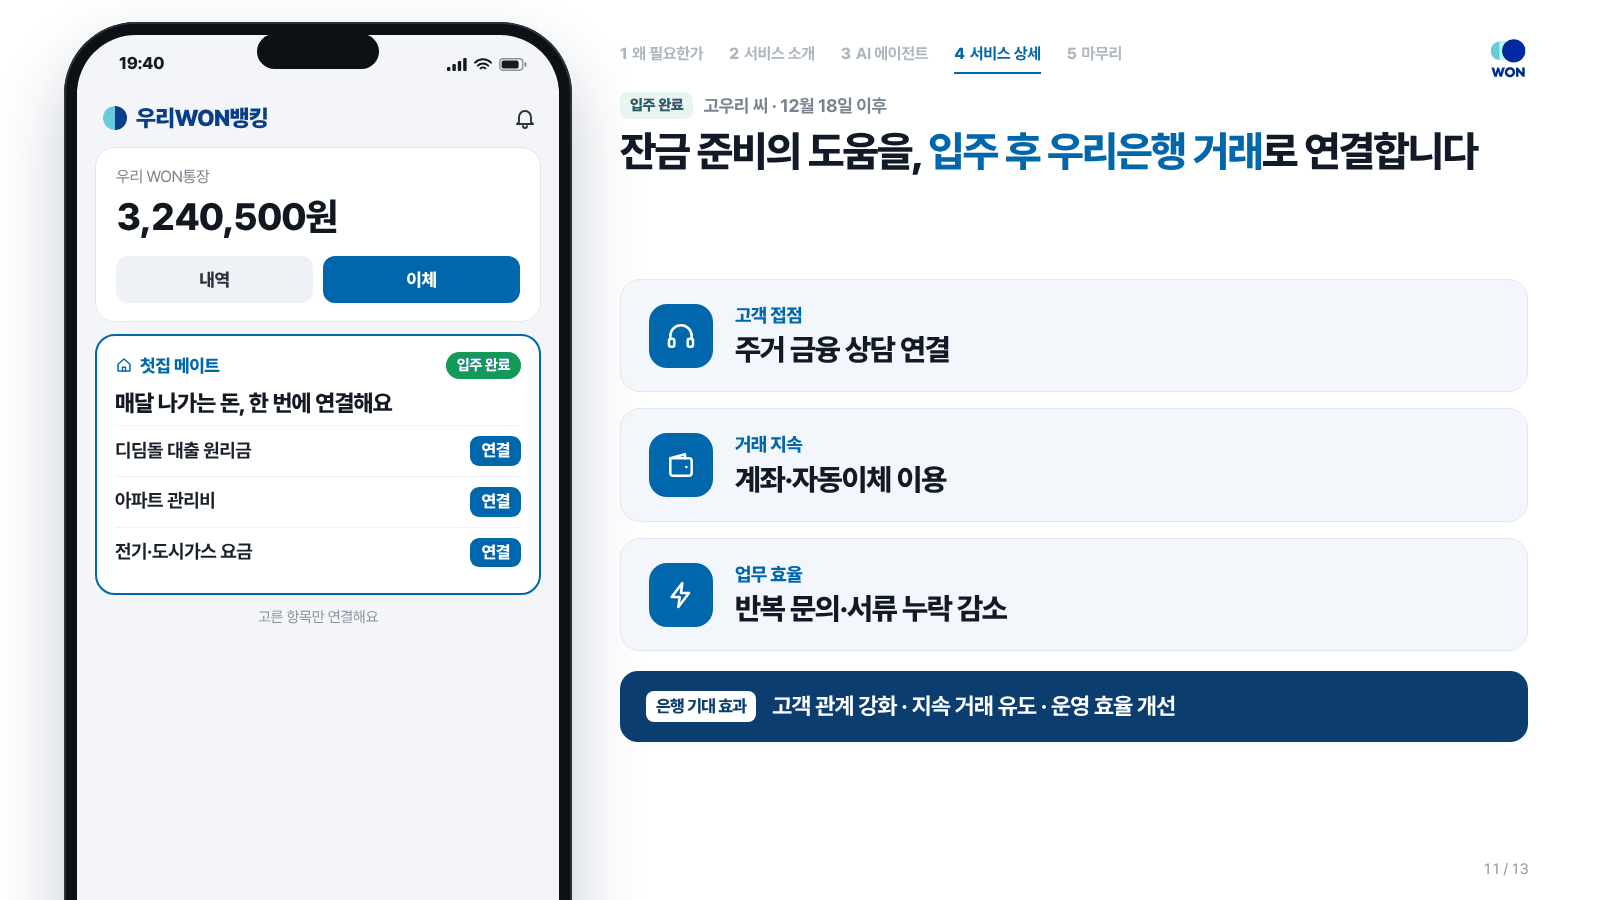 19:40
우리WON뱅킹
우리 WON통장
3,240,500원
내역
이체
첫집 메이트
입주 완료
매달 나가는 돈, 한 번에 연결해요
디딤돌 대출 원리금
연결
아파트 관리비
연결
전기·도시가스 요금
연결
고른 항목만 연결해요
1 왜 필요한가 2 서비스 소개 3 AI 에이전트 4 서비스 상세 5 마무리
WON
입주 완료 고우리 씨 · 12월 18일 이후
잔금 준비의 도움을, 입주 후 우리은행 거래로 연결합니다
고객 접점
주거 금융 상담 연결
거래 지속
계좌·자동이체 이용
업무 효율
반복 문의·서류 누락 감소
은행 기대 효과 고객 관계 강화 · 지속 거래 유도 · 운영 효율 개선
11 / 13